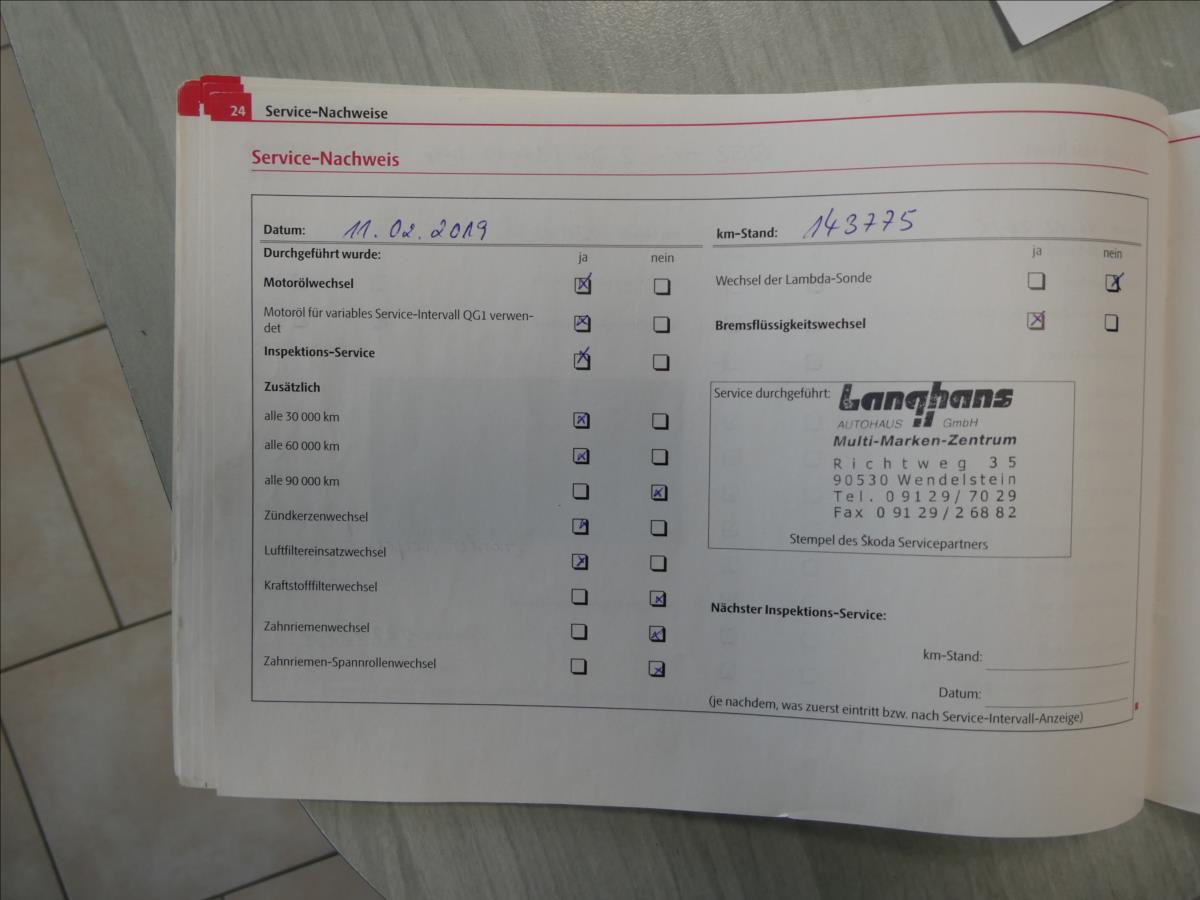 24 Service-Nachweise
Service-Nachweis
Datum: 11.02.2019
Durchgeführt wurde: ja nein
Motorölwechsel
Motoröl für variables Service-Intervall QG1 verwen-
det
Inspektions-Service
Zusätzlich
alle 30 000 km
alle 60 000 km
alle 90 000 km
Zündkerzenwechsel
Luftfiltereinsatzwechsel
Kraftstofffilterwechsel
Zahnriemenwechsel
Zahnriemen-Spannrollenwechsel
km-Stand: 143775
ja nein
Wechsel der Lambda-Sonde
Bremsflüssigkeitswechsel
Service durchgeführt:
Langhans
AUTOHAUS GmbH
Multi-Marken-Zentrum
Richtweg 35
90530 Wendelstein
Tel. 09129/7029
Fax 09129/26882
Stempel des Škoda Servicepartners
Nächster Inspektions-Service:
km-Stand:
Datum:
(je nachdem, was zuerst eintritt bzw. nach Service-Intervall-Anzeige)